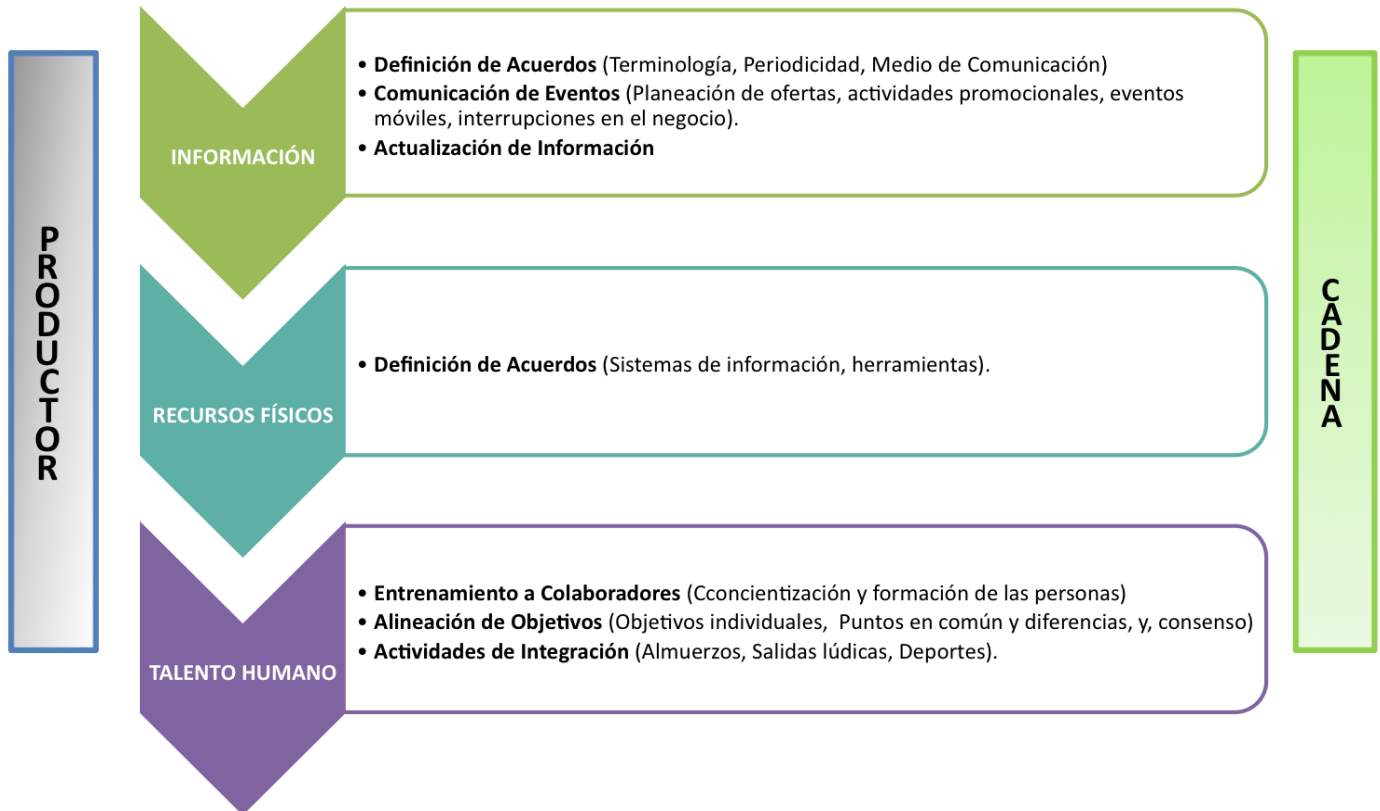 PRODUCTOR
INFORMACIÓN
• Definición de Acuerdos (Terminología, Periodicidad, Medio de Comunicación)
• Comunicación de Eventos (Planeación de ofertas, actividades promocionales, eventos
móviles, interrupciones en el negocio).
• Actualización de Información
RECURSOS FÍSICOS
• Definición de Acuerdos (Sistemas de información, herramientas).
TALENTO HUMANO
• Entrenamiento a Colaboradores (Cconcientización y formación de las personas)
• Alineación de Objetivos (Objetivos individuales,  Puntos en común y diferencias, y, consenso)
• Actividades de Integración (Almuerzos, Salidas lúdicas, Deportes).
CADENA